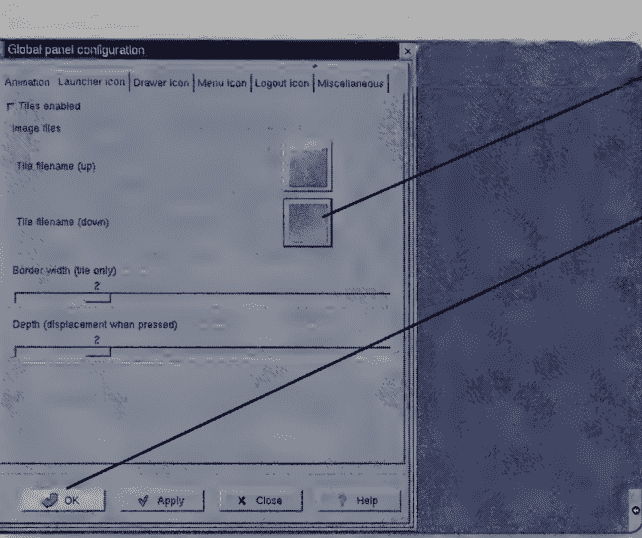 Global panel configuration
Animation Launcher icon Drawer icon Menu icon Logout icon Miscellaneous
Tiles enabled
Image tiles
Tile filename (up)
Tile filename (down)
Border width (tile only)
2
Depth (displacement when pressed)
2
OK Apply Close Help